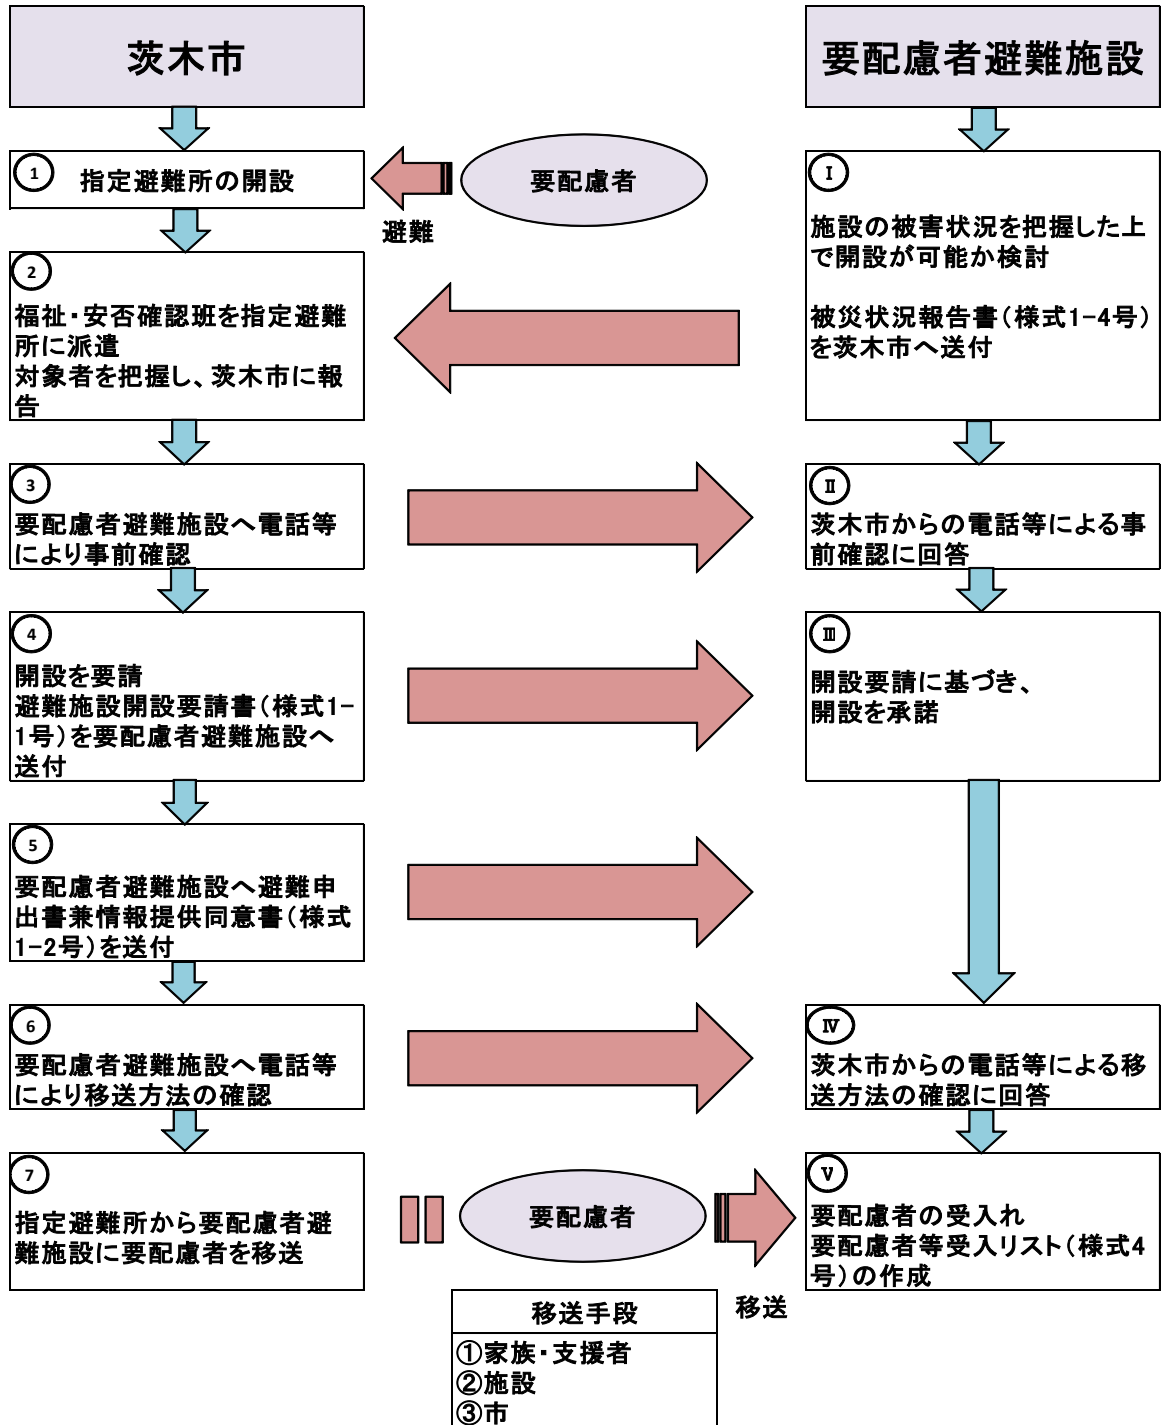 茨木市
要配慮者避難施設
1
指定避難所の開設
要配慮者
避難
I
施設の被害状況を把握した上
で開設が可能か検討
被災状況報告書（様式1-4号）
を茨木市へ送付
2
福祉・安否確認班を指定避難
所に派遣
対象者を把握し、茨木市に報
告
3
要配慮者避難施設へ電話等
により事前確認
Ⅱ
茨木市からの電話等による事
前確認に回答
4
開設を要請
避難施設開設要請書（様式1-
1号）を要配慮者避難施設へ
送付
Ⅲ
開設要請に基づき、
開設を承諾
5
要配慮者避難施設へ避難申
出書兼情報提供同意書（様式
1-2号）を送付
6
要配慮者避難施設へ電話等
により移送方法の確認
Ⅳ
茨木市からの電話等による移
送方法の確認に回答
7
指定避難所から要配慮者避
難施設に要配慮者を移送
要配慮者
移送
Ⅴ
要配慮者の受入れ
要配慮者等受入リスト（様式4
号）の作成
移送手段
①家族・支援者
②施設
③市